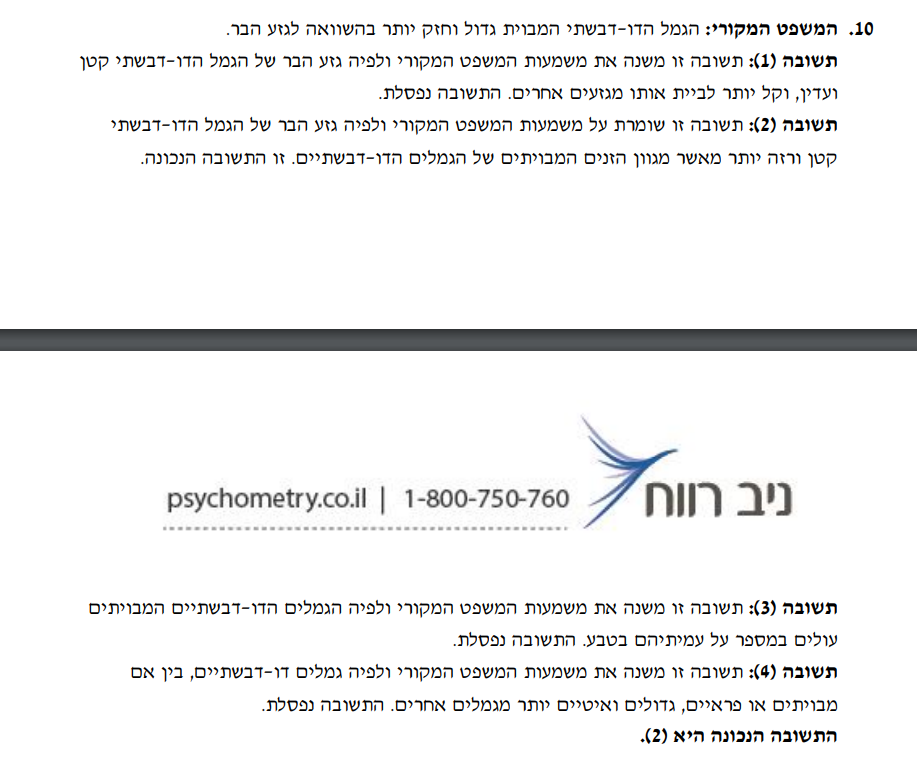 10. המשפט המקורי: הגמל הדו-דבשתי המבוית גדול וחזק יותר בהשוואה לגזע הבר.
תשובה (1): תשובה זו משנה את משמעות המשפט המקורי ולפיה גזע הבר של הגמל הדו-דבשתי קטן
ועדין, וקל יותר לביית אותו מגזעים אחרים. התשובה נפסלת.
תשובה (2): תשובה זו שומרת על משמעות המשפט המקורי ולפיה גזע הבר של הגמל הדו-דבשתי
קטן ורזה יותר מאשר מגוון הזנים המבויתים של הגמלים הדו-דבשתיים. זו התשובה הנכונה.
ניב רווח
psychometry.co.il | 1-800-750-760
תשובה (3): תשובה זו משנה את משמעות המשפט המקורי ולפיה הגמלים הדו-דבשתיים המבויתים
עולים במספר על עמיתיהם בטבע. התשובה נפסלת.
תשובה (4): תשובה זו משנה את משמעות המשפט המקורי ולפיה גמלים דו-דבשתיים, בין אם
מבויתים או פראיים, גדולים ואיטיים יותר מגמלים אחרים. התשובה נפסלת.
התשובה הנכונה היא (2).